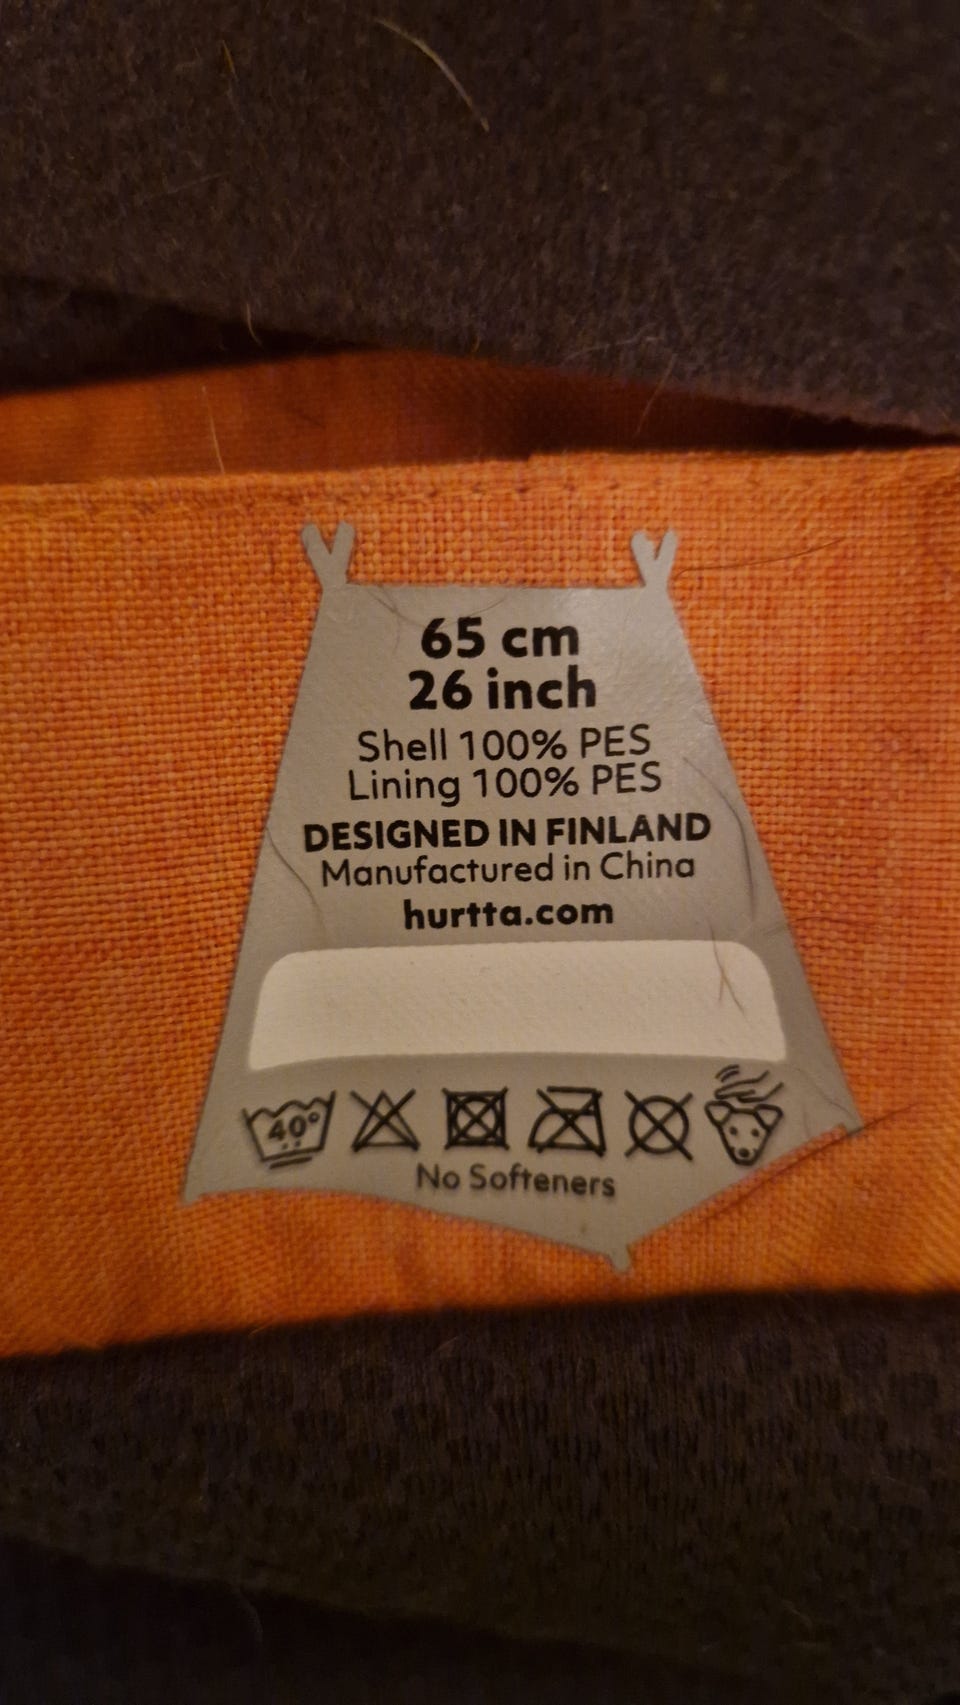 65 cm
26 inch
Shell 100% PES
Lining 100% PES
DESIGNED IN FINLAND
Manufactured in China
hurtta.com
40°
No Softeners